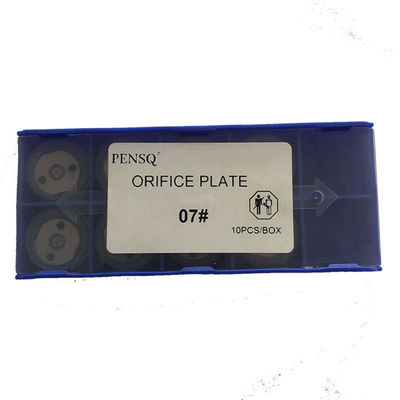 PENSQ
ORIFICE PLATE
07#
10PCS/BOX